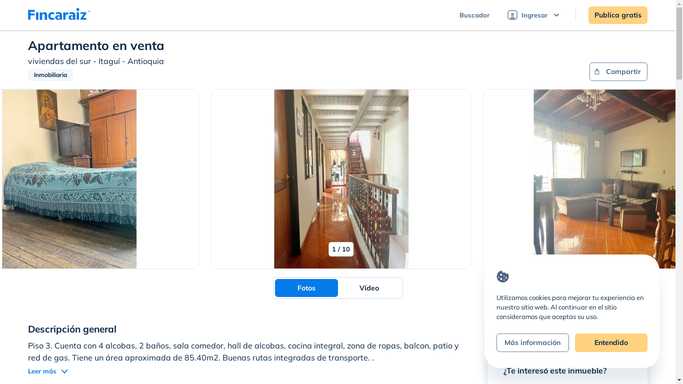 Fincaraiz
Buscador
Ingresar
Publica gratis
Apartamento en venta
viviendas del sur - Itagüí - Antioquia
Inmobiliaria
Compartir
1 / 10
Fotos
Video
Utilizamos cookies para mejorar tu experiencia en
nuestro sitio web. Al continuar en el sitio
consideramos que aceptas su uso.
Más información
Entendido
Descripción general
Piso 3. Cuenta con 4 alcobas, 2 baños, sala comedor, hall de alcobas, cocina integral, zona de ropas, balcon, patio y
red de gas. Tiene un área aproximada de 85.40m2. Buenas rutas integradas de transporte. .
Leer más
¿Te interesó este inmueble?